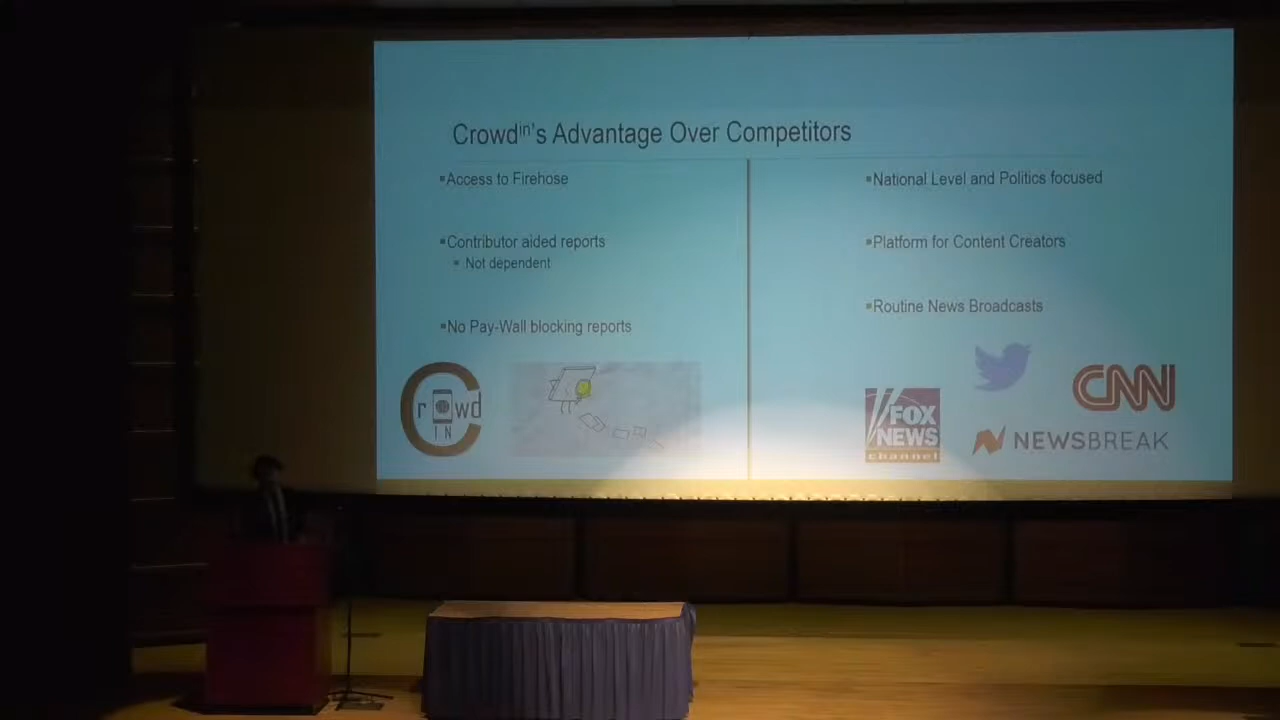 Crowdin's Advantage Over Competitors
▪Access to Firehose
▪Contributor aided reports
▪ Not dependent
▪No Pay-Wall blocking reports
Crowd
IN
▪National Level and Politics focused
▪Platform for Content Creators
▪Routine News Broadcasts
CNN
FOX
NEWS
channel
NEWSBREAK